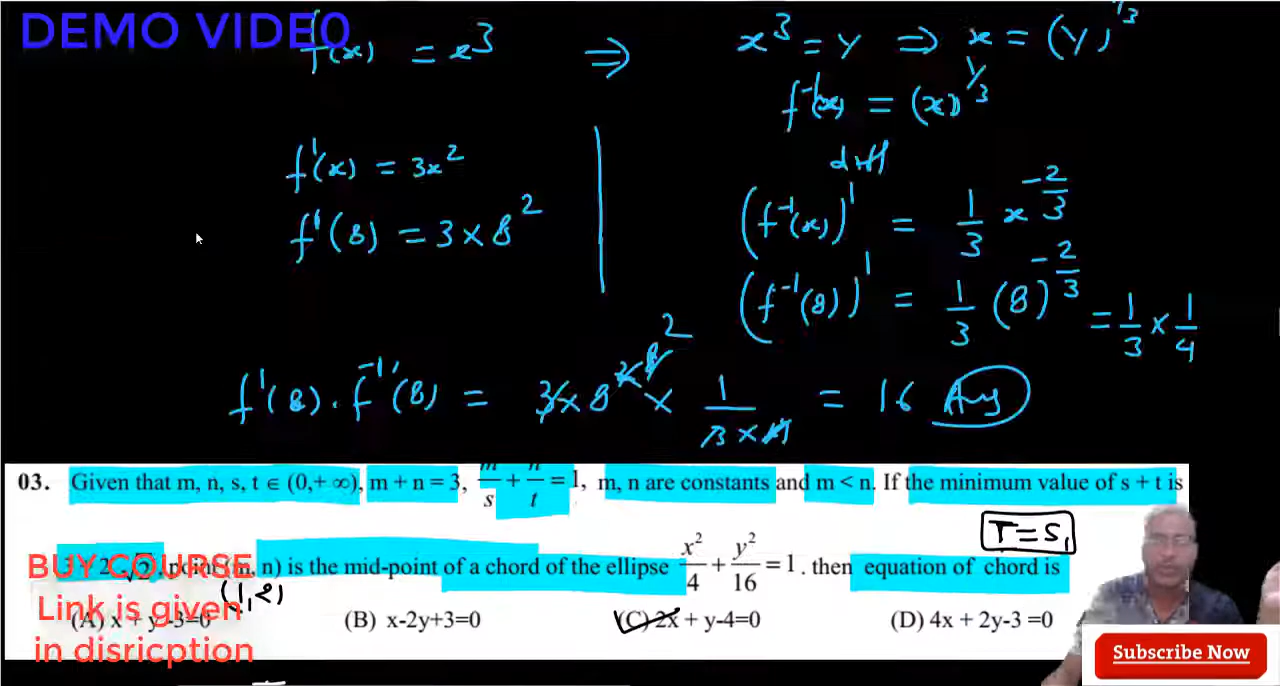 DEMO VIDEO
f(x) = x³ ⇒ x³ = y ⇒ x = (y)^1/3
f⁻¹(x) = (x)^1/3
f'(x) = 3x² diff
(f⁻¹(x))' = 1/3 x^-2/3
f'(8) = 3 × 8²
(f⁻¹(8))' = 1/3 (8)^-2/3 = 1/3 × 1/4
f'(8) . f⁻¹'(8) = 3 × 8² × 1/3 × 4 = 16 Ans
03. Given that m, n, s, t ∈ (0,+ ∞), m + n = 3, m/s + n/t = 1, m, n are constants and m < n. If the minimum value of s + t is
T = S₁
(m, n) is the mid-point of a chord of the ellipse x²/4 + y²/16 = 1. then equation of chord is
(1, 2)
(A) x + y-3=0 (B) x-2y+3=0 (C) 2x + y-4=0 (D) 4x + 2y-3 =0
BUY COURSE
Link is given
in disricption
Subscribe Now